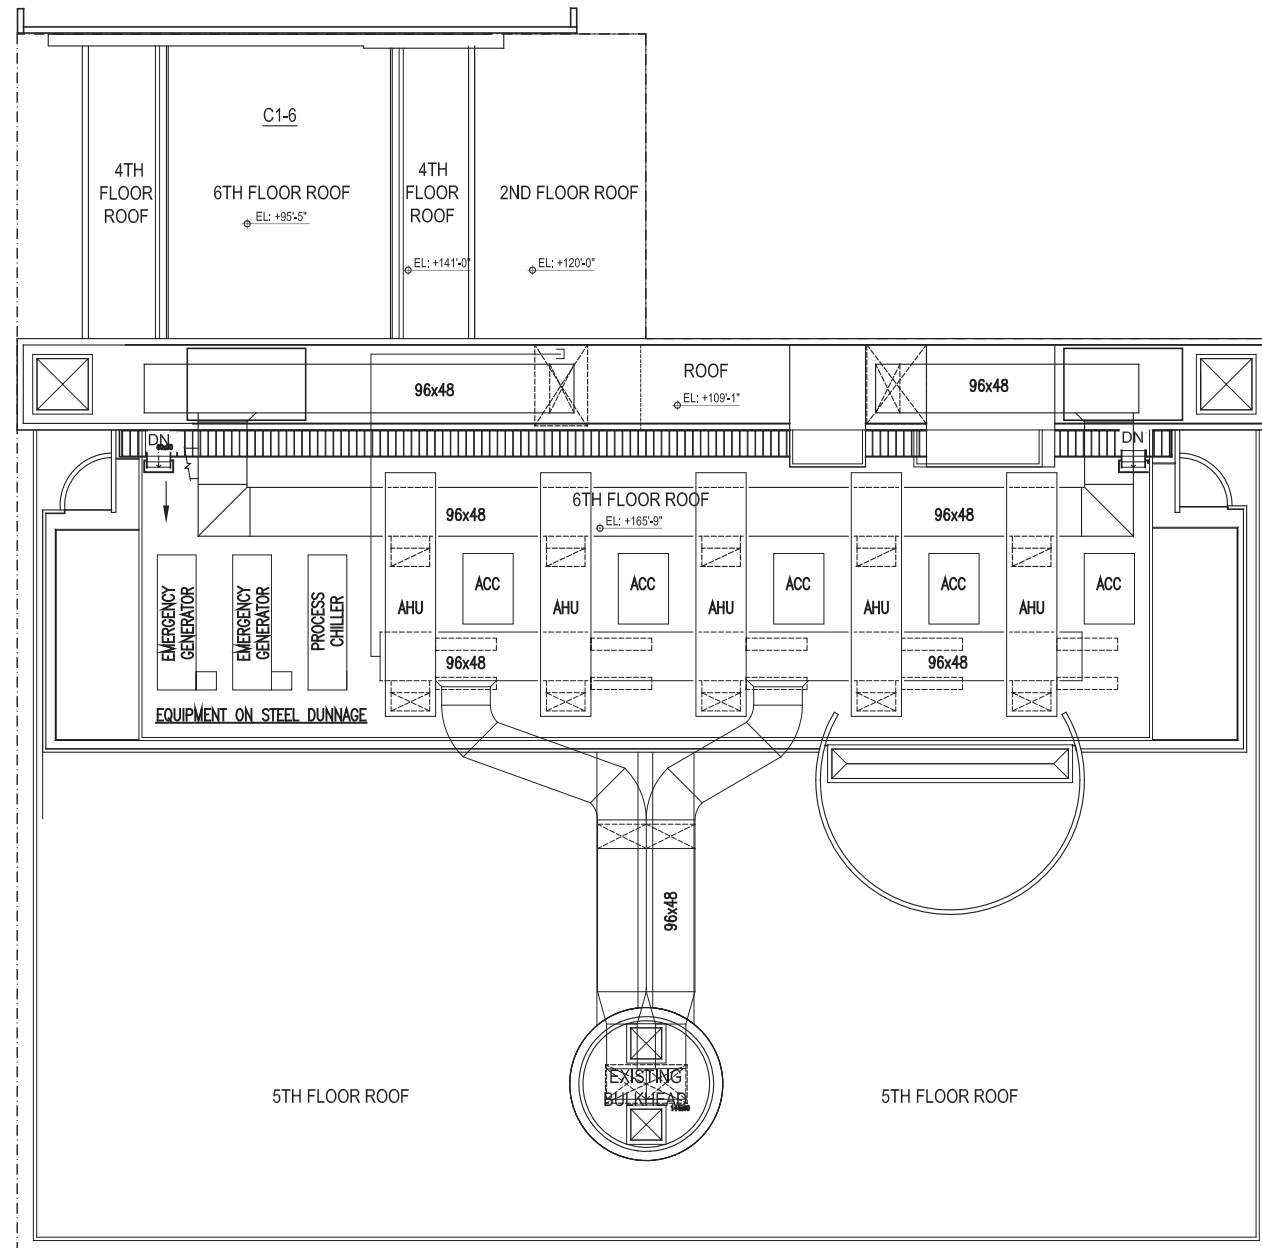 C1-6
4TH
FLOOR
ROOF
6TH FLOOR ROOF
EL: +95'-5"
4TH
FLOOR
ROOF
EL: +141'-0"
2ND FLOOR ROOF
EL: +120'-0"
96x48
ROOF
EL: +109'-1"
96x48
DN
DN
6TH FLOOR ROOF
EL: +165'-9"
96x48
96x48
EMERGENCY
GENERATOR
EMERGENCY
GENERATOR
PROCESS
CHILLER
AHU
ACC
AHU
ACC
AHU
ACC
AHU
ACC
AHU
ACC
96x48
96x48
EQUIPMENT ON STEEL DUNNAGE
96x48
EXISTING
BULKHEAD
5TH FLOOR ROOF
5TH FLOOR ROOF